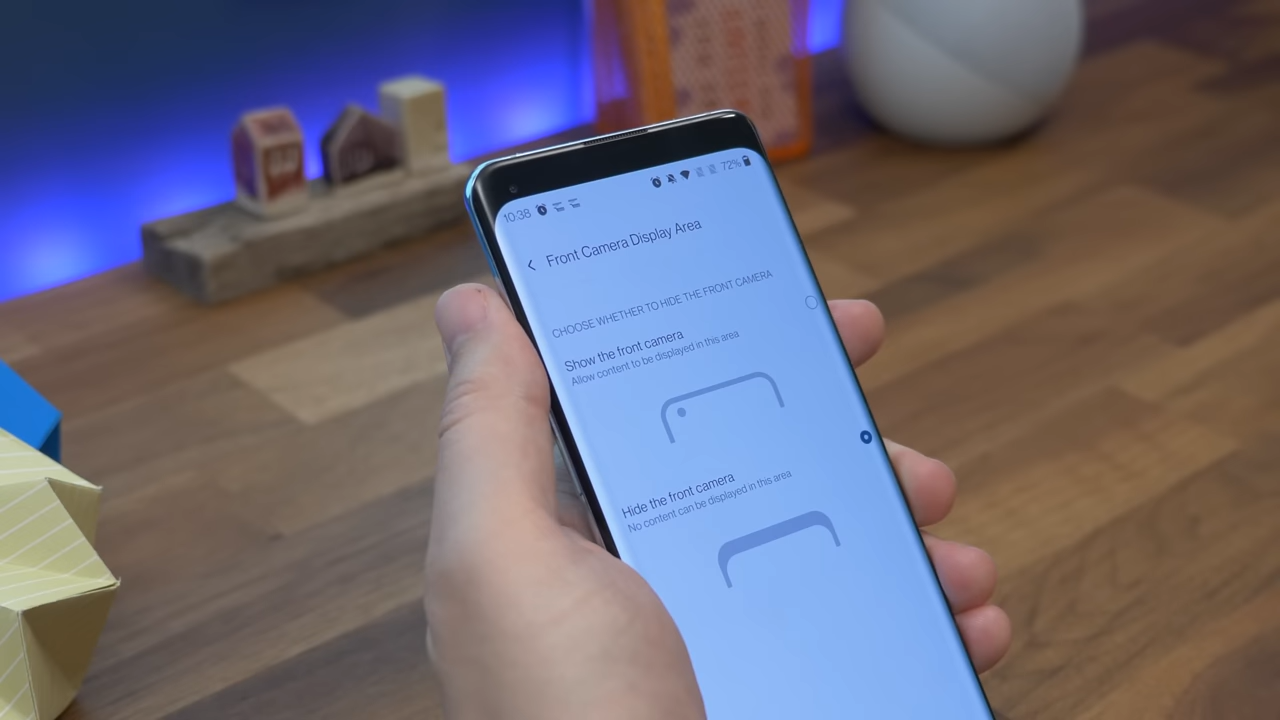 10:38
72%
Front Camera Display Area
CHOOSE WHETHER TO HIDE THE FRONT CAMERA
Show the front camera
Allow content to be displayed in this area
Hide the front camera
No content can be displayed in this area